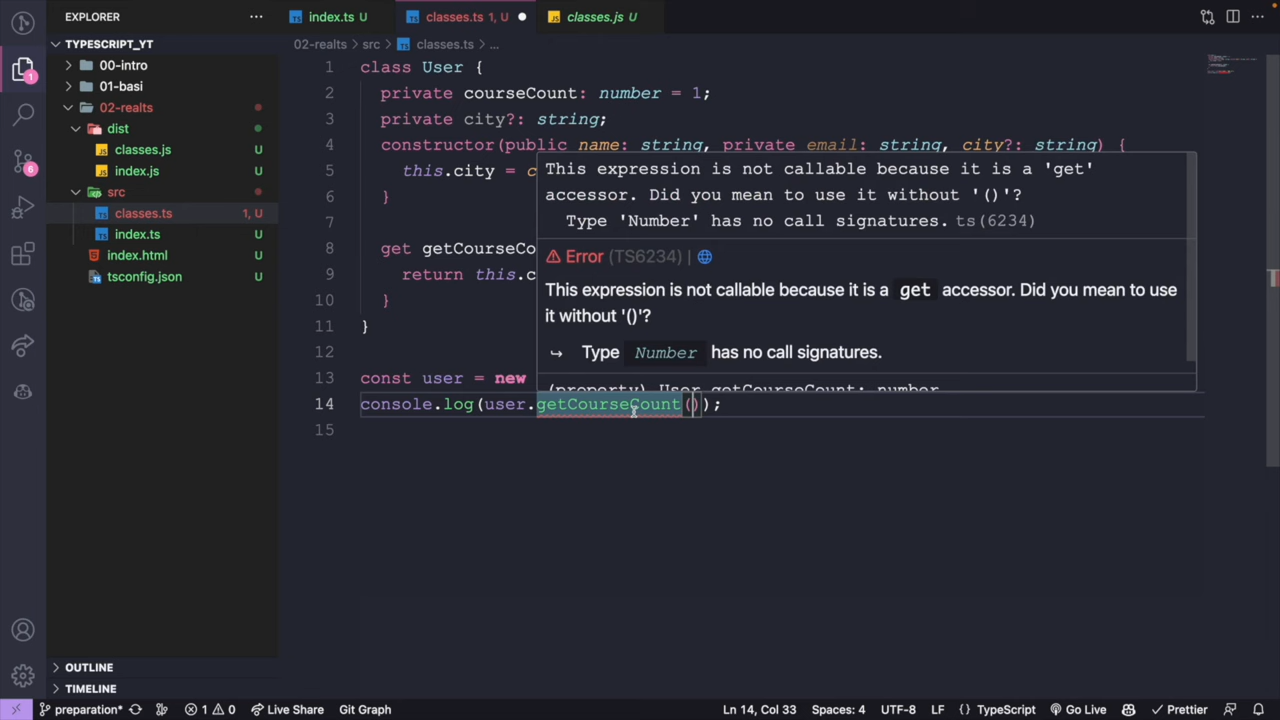 EXPLORER
index.ts U
classes.ts 1, U
classes.js U
TYPESCRIPT_YT
02-realts > src > classes.ts > ...
00-intro
01-basi
02-realts
dist
classes.js U
index.js U
src
classes.ts 1, U
index.ts U
index.html U
tsconfig.json U
1 class User {
2 private courseCount: number = 1;
3 private city?: string;
4 constructor(public name: string, private email: string, city?: string) {
5 this.city = c
6 }
7
8 get getCourseCo
9 return this.c
10 }
11 }
12
13 const user = new
14 console.log(user.getCourseCount());
15
This expression is not callable because it is a 'get'
accessor. Did you mean to use it without '()'?
Type 'Number' has no call signatures. ts(6234)
Error (TS6234) |
This expression is not callable because it is a get accessor. Did you mean to use
it without '()'?
↪ Type Number has no call signatures.
(property) User.getCourseCount: number
1
6
OUTLINE
TIMELINE
preparation* 1 0 Live Share Git Graph Ln 14, Col 33 Spaces: 4 UTF-8 LF {} TypeScript Go Live Prettier